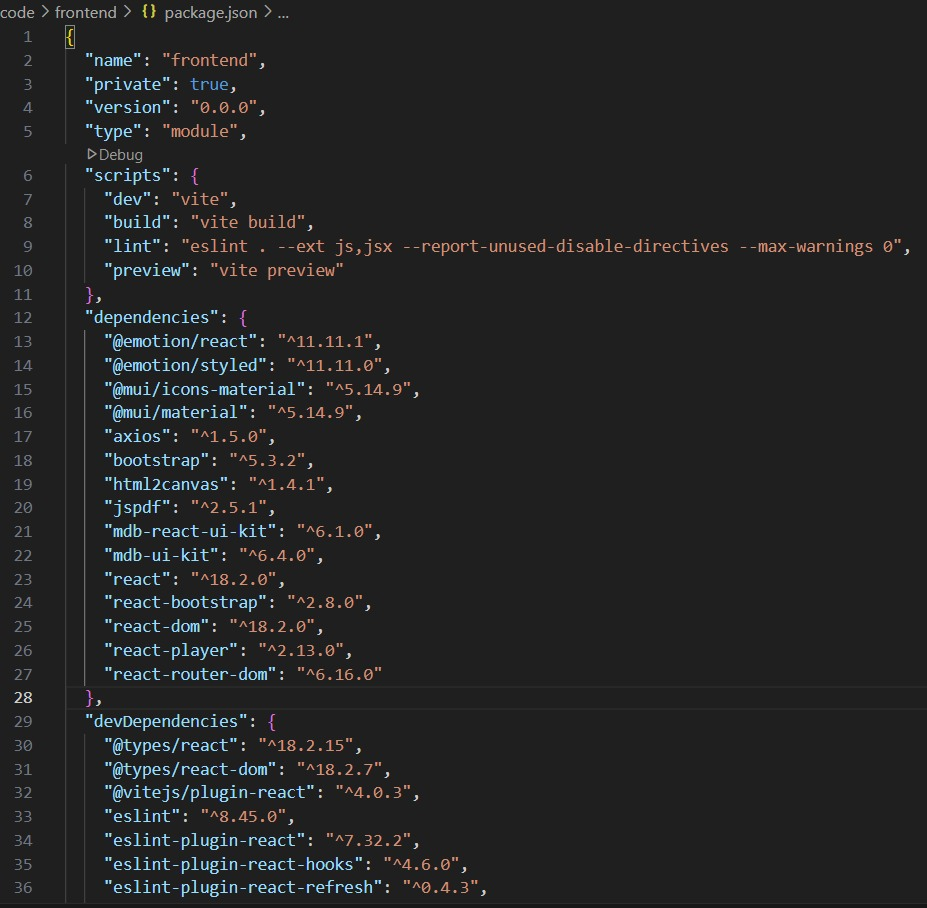 code > frontend > {} package.json > ...
1 {
2 "name": "frontend",
3 "private": true,
4 "version": "0.0.0",
5 "type": "module",
Debug
6 "scripts": {
7 "dev": "vite",
8 "build": "vite build",
9 "lint": "eslint . --ext js,jsx --report-unused-disable-directives --max-warnings 0",
10 "preview": "vite preview"
11 },
12 "dependencies": {
13 "@emotion/react": "^11.11.1",
14 "@emotion/styled": "^11.11.0",
15 "@mui/icons-material": "^5.14.9",
16 "@mui/material": "^5.14.9",
17 "axios": "^1.5.0",
18 "bootstrap": "^5.3.2",
19 "html2canvas": "^1.4.1",
20 "jspdf": "^2.5.1",
21 "mdb-react-ui-kit": "^6.1.0",
22 "mdb-ui-kit": "^6.4.0",
23 "react": "^18.2.0",
24 "react-bootstrap": "^2.8.0",
25 "react-dom": "^18.2.0",
26 "react-player": "^2.13.0",
27 "react-router-dom": "^6.16.0"
28 },
29 "devDependencies": {
30 "@types/react": "^18.2.15",
31 "@types/react-dom": "^18.2.7",
32 "@vitejs/plugin-react": "^4.0.3",
33 "eslint": "^8.45.0",
34 "eslint-plugin-react": "^7.32.2",
35 "eslint-plugin-react-hooks": "^4.6.0",
36 "eslint-plugin-react-refresh": "^0.4.3",